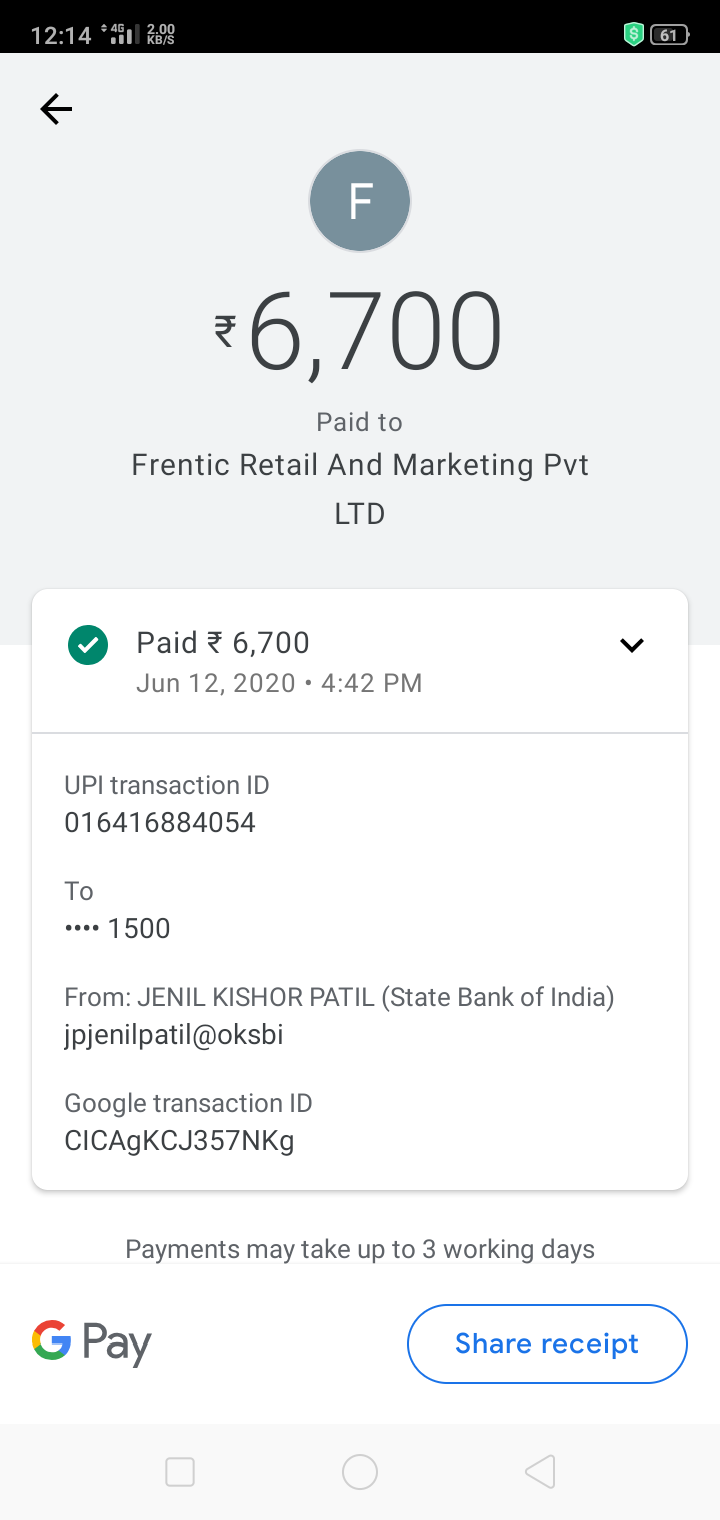 12:14 4G 2.00 KB/S 61
F
₹6,700
Paid to
Frentic Retail And Marketing Pvt
LTD
Paid ₹ 6,700
Jun 12, 2020 • 4:42 PM
UPI transaction ID
016416884054
To
•••• 1500
From: JENIL KISHOR PATIL (State Bank of India)
jpjenilpatil@oksbi
Google transaction ID
CICAgKCJ357NKg
Payments may take up to 3 working days
G Pay
Share receipt